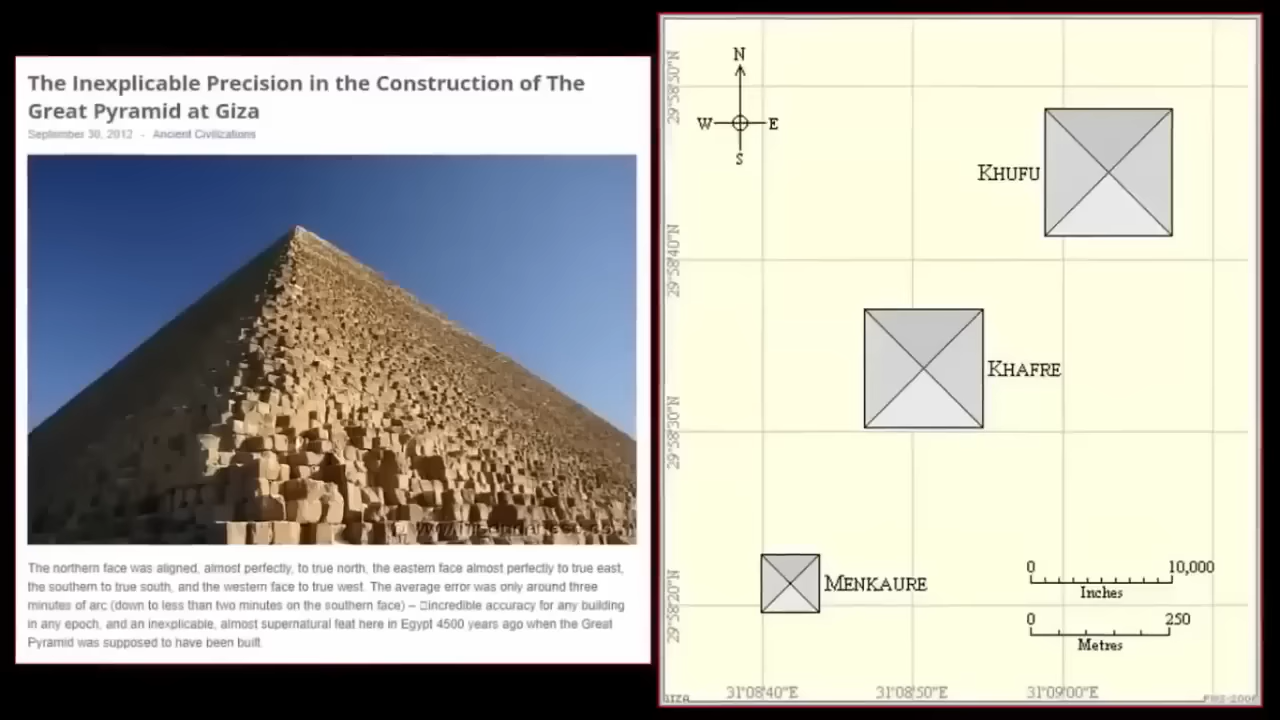 The Inexplicable Precision in the Construction of The
Great Pyramid at Giza
September 30, 2012 - Ancient Civilizations
The northern face was aligned, almost perfectly, to true north, the eastern face almost perfectly to true east,
the southern to true south, and the western face to true west. The average error was only around three
minutes of arc (down to less than two minutes on the southern face) – incredible accuracy for any building
in any epoch, and an inexplicable, almost supernatural feat here in Egypt 4500 years ago when the Great
Pyramid was supposed to have been built.
N
W E
S
KHUFU
KHAFRE
MENKAURE
29°58'50"N
29°58'40"N
29°58'30"N
29°58'20"N
0 10,000
Inches
0 250
Metres
31°08'40"E 31°08'50"E 31°09'00"E
GIZA